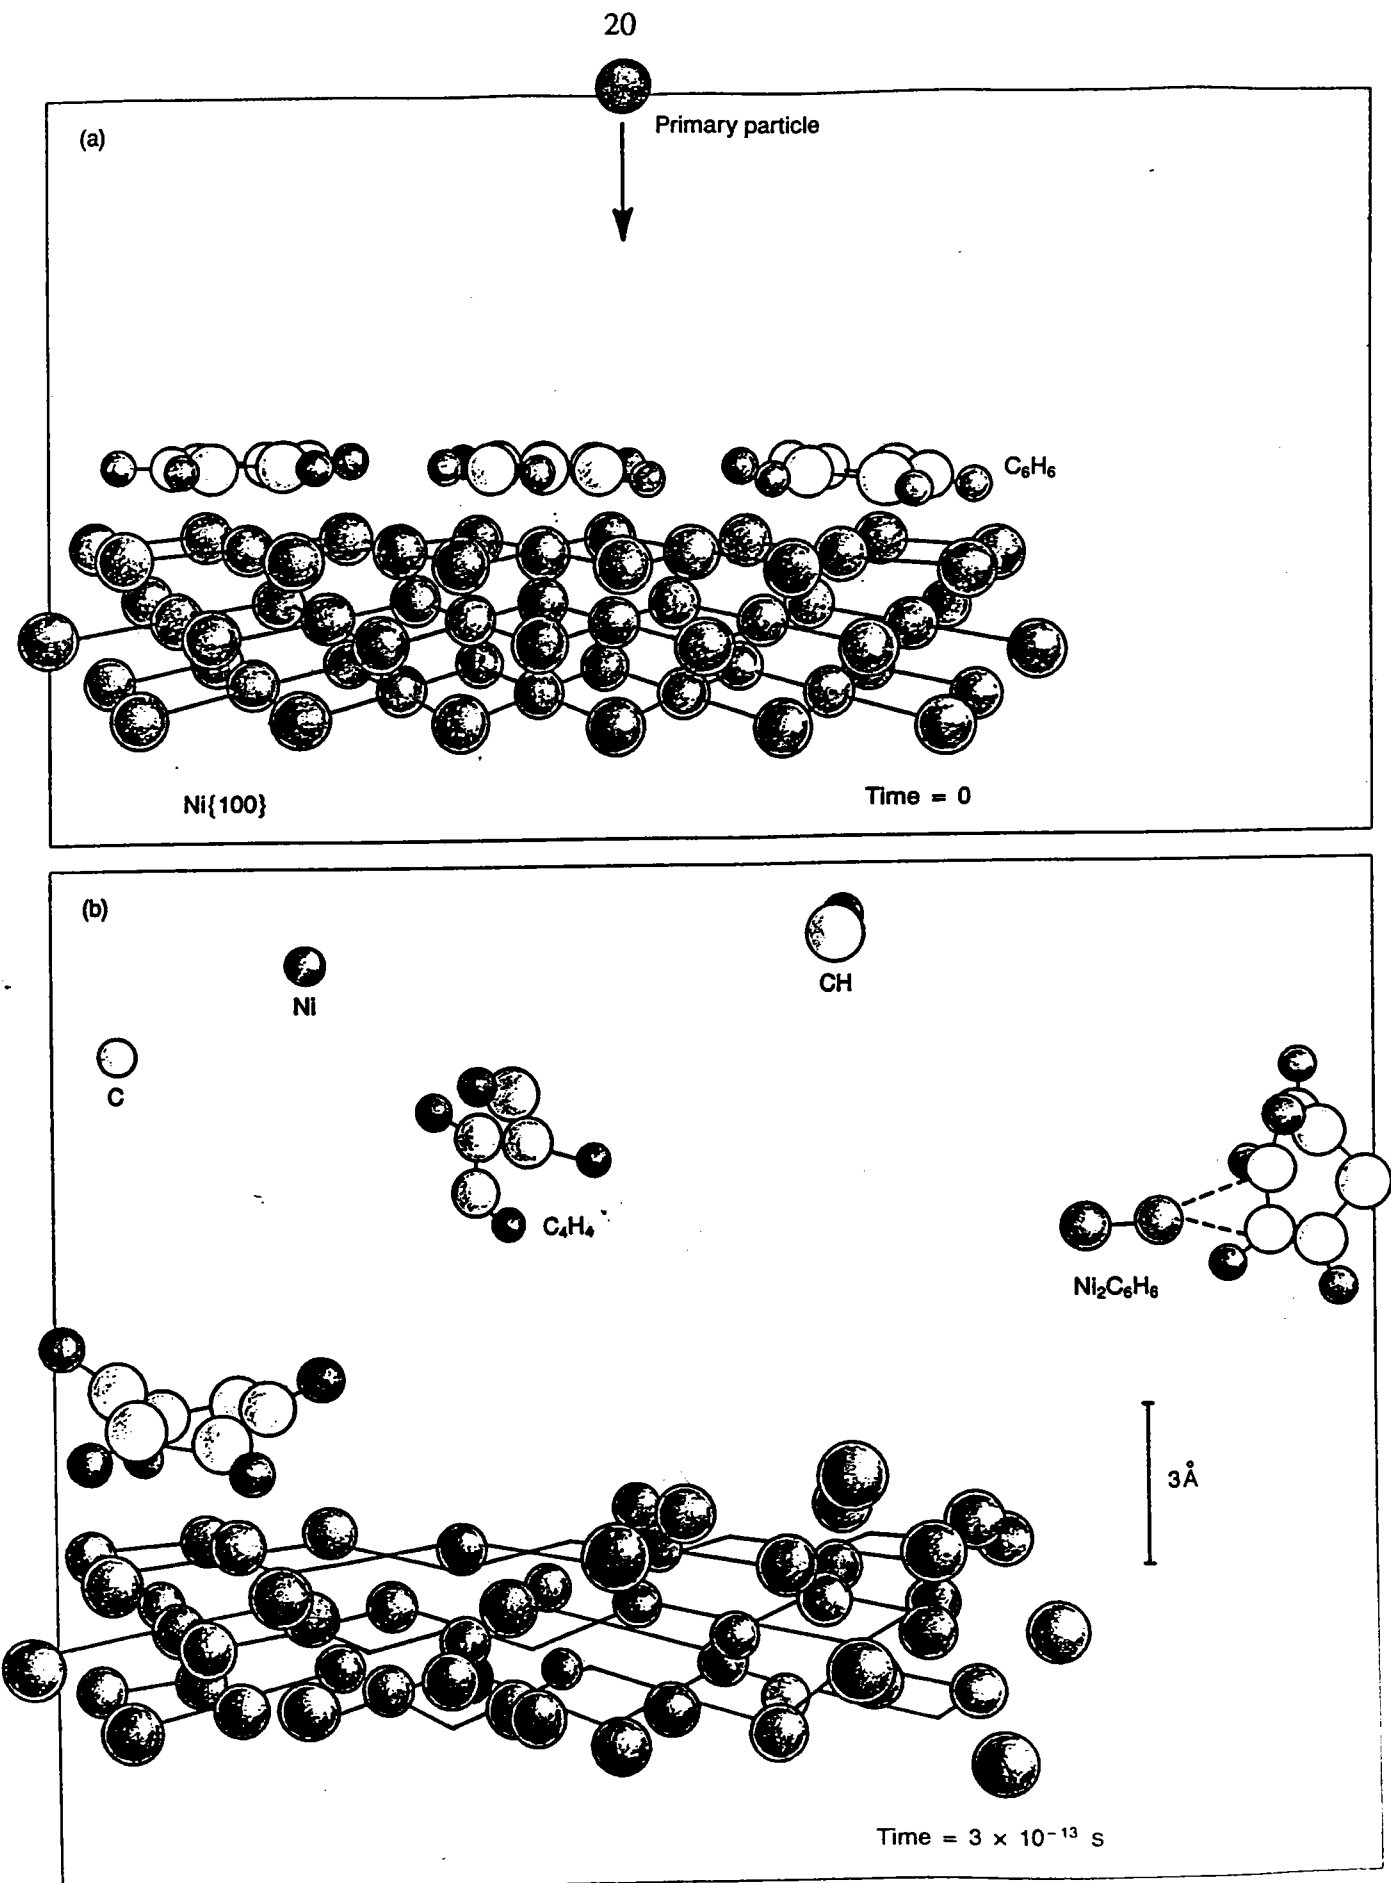 20
Primary particle
(a)
C₆H₆
Ni{100}
Time = 0
(b)
Ni
CH
C
C₄H₄
Ni₂C₆H₆
3Å
Time = 3 × 10⁻¹³ s